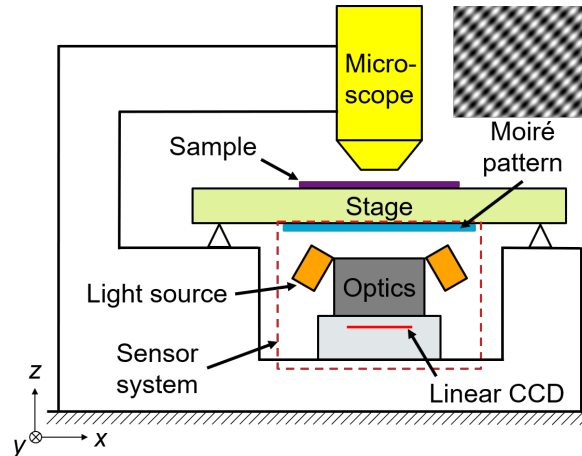 Micro-
scope
Moiré
pattern
Sample
Stage
Light source
Optics
Sensor
system
Linear CCD
z
y
x